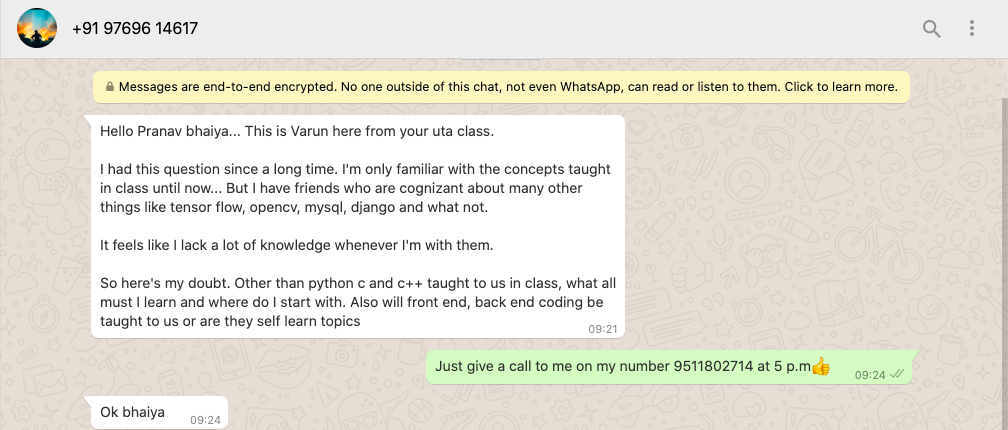 +91 97696 14617
Messages are end-to-end encrypted. No one outside of this chat, not even WhatsApp, can read or listen to them. Click to learn more.
Hello Pranav bhaiya... This is Varun here from your uta class.
I had this question since a long time. I'm only familiar with the concepts taught
in class until now... But I have friends who are cognizant about many other
things like tensor flow, opencv, mysql, django and what not.
It feels like I lack a lot of knowledge whenever I'm with them.
So here's my doubt. Other than python c and c++ taught to us in class, what all
must I learn and where do I start with. Also will front end, back end coding be
taught to us or are they self learn topics
09:21
Just give a call to me on my number 9511802714 at 5 p.m👍
09:24
Ok bhaiya
09:24